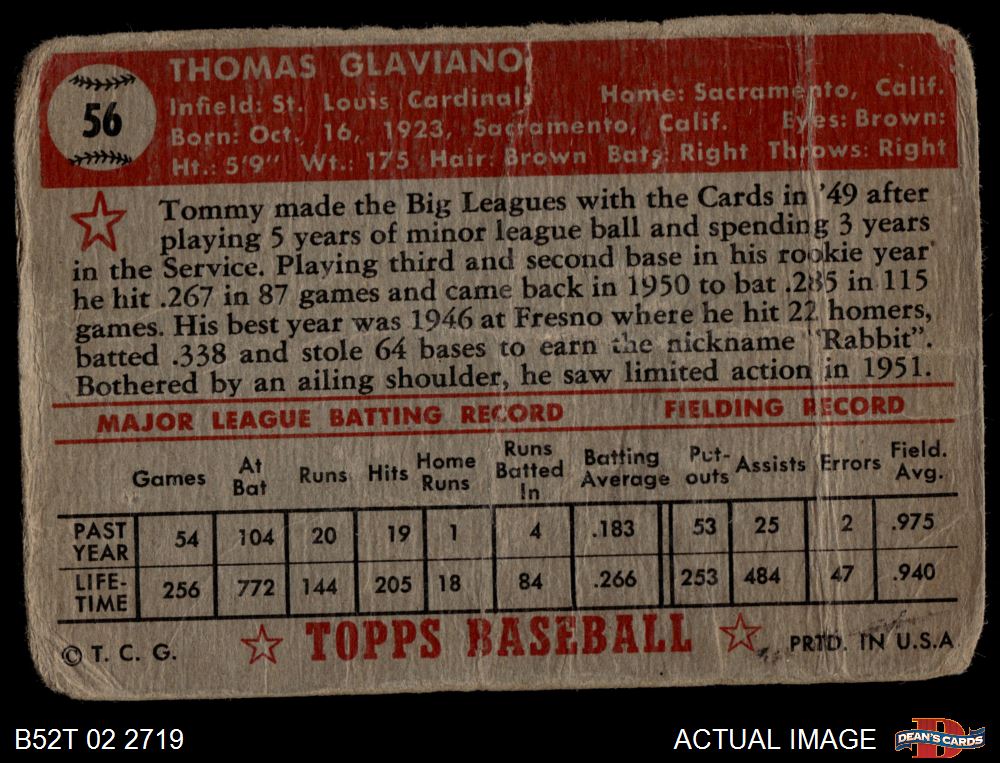 56
THOMAS GLAVIANO
Infield: St. Louis Cardinals Home: Sacramento, Calif.
Born: Oct. 16, 1923, Sacramento, Calif. Eyes: Brown:
Ht.: 5'9" Wt.: 175 Hair: Brown Bats: Right Throws: Right
Tommy made the Big Leagues with the Cards in '49 after
playing 5 years of minor league ball and spending 3 years
in the Service. Playing third and second base in his rookie year
he hit .267 in 87 games and came back in 1950 to bat .285 in 115
games. His best year was 1946 at Fresno where he hit 22 homers,
batted .338 and stole 64 bases to earn the nickname "Rabbit".
Bothered by an ailing shoulder, he saw limited action in 1951.
MAJOR LEAGUE BATTING RECORD FIELDING RECORD
Games At Bat Runs Hits Home Runs Runs Batted In Batting Average Put-outs Assists Errors Field. Avg.
PAST YEAR 54 104 20 19 1 4 .183 53 25 2 .975
LIFE-TIME 256 772 144 205 18 84 .266 253 484 47 .940
© T. C. G. TOPPS BASEBALL PRTD. IN U.S.A
B52T 02 2719 ACTUAL IMAGE DEAN'S CARDS